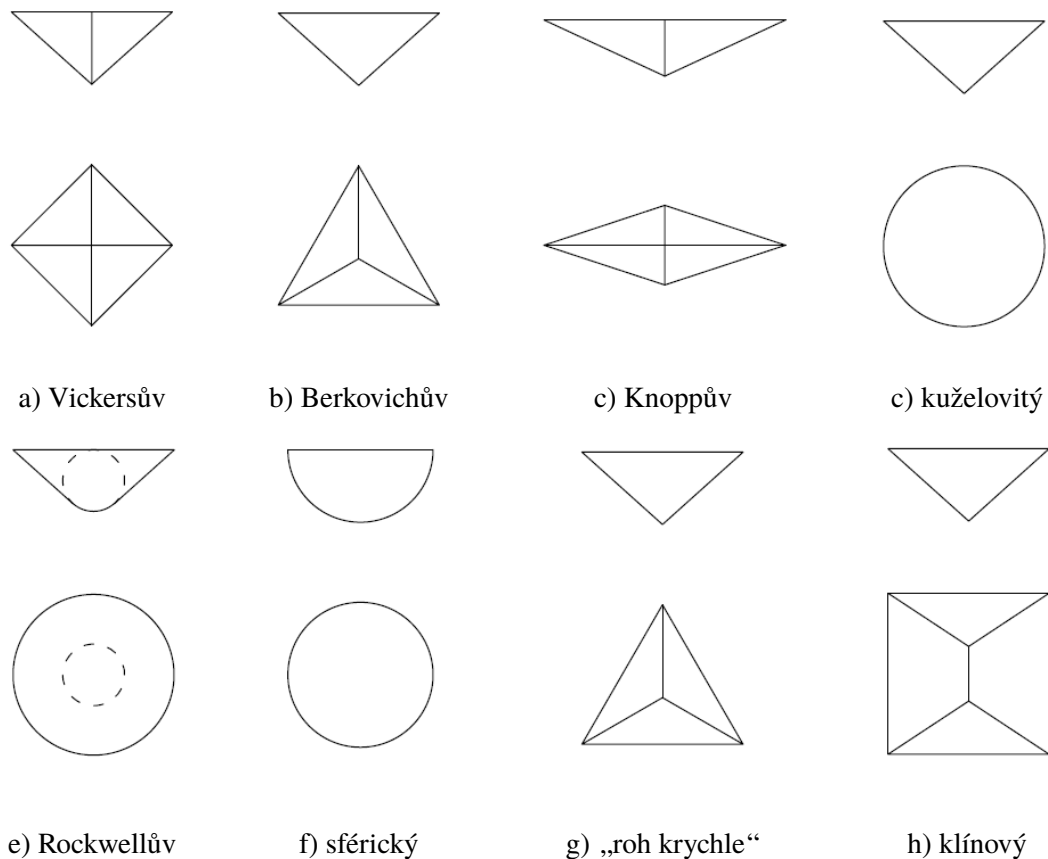 a) Vickersův b) Berkovichův c) Knoppův c) kuželovitý
e) Rockwellův f) sférický g) „roh krychle“ h) klínový